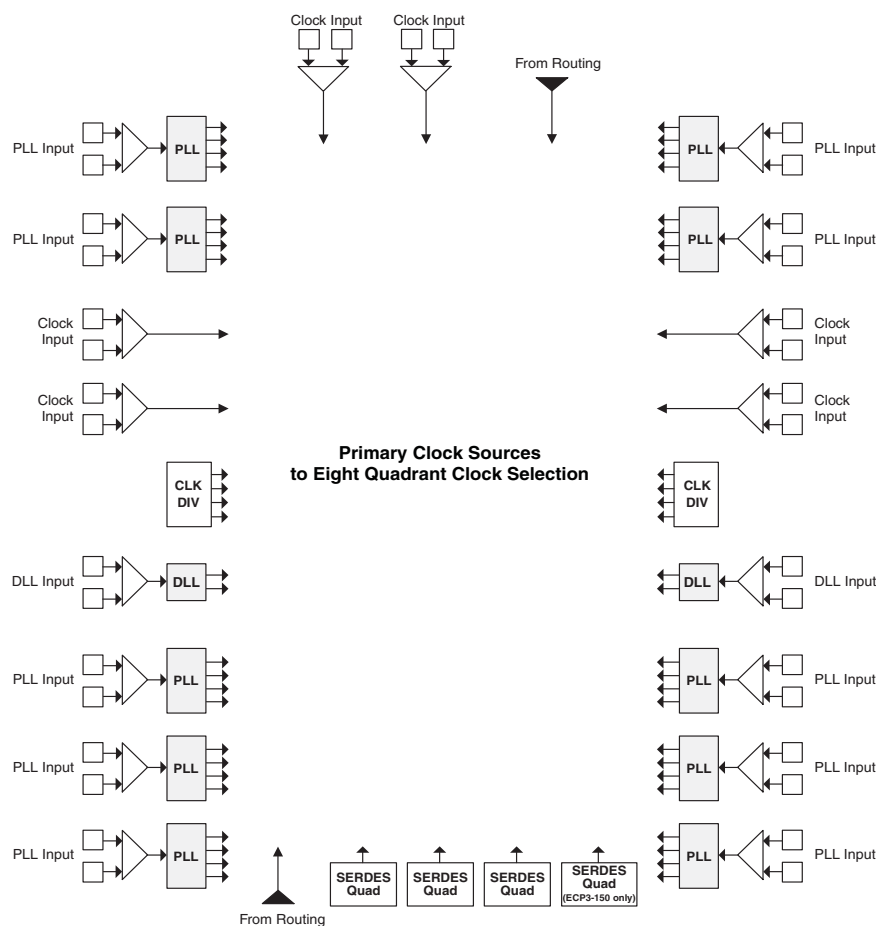 Clock Input
Clock Input
From Routing
PLL Input
PLL
PLL
PLL Input
PLL Input
PLL
PLL
PLL Input
Clock
Input
Clock
Input
Clock
Input
Clock
Input
Primary Clock Sources
to Eight Quadrant Clock Selection
CLK
DIV
CLK
DIV
DLL Input
DLL
DLL
DLL Input
PLL Input
PLL
PLL
PLL Input
PLL Input
PLL
PLL
PLL Input
PLL Input
PLL
PLL
PLL Input
SERDES
Quad
SERDES
Quad
SERDES
Quad
SERDES
Quad
(ECP3-150 only)
From Routing